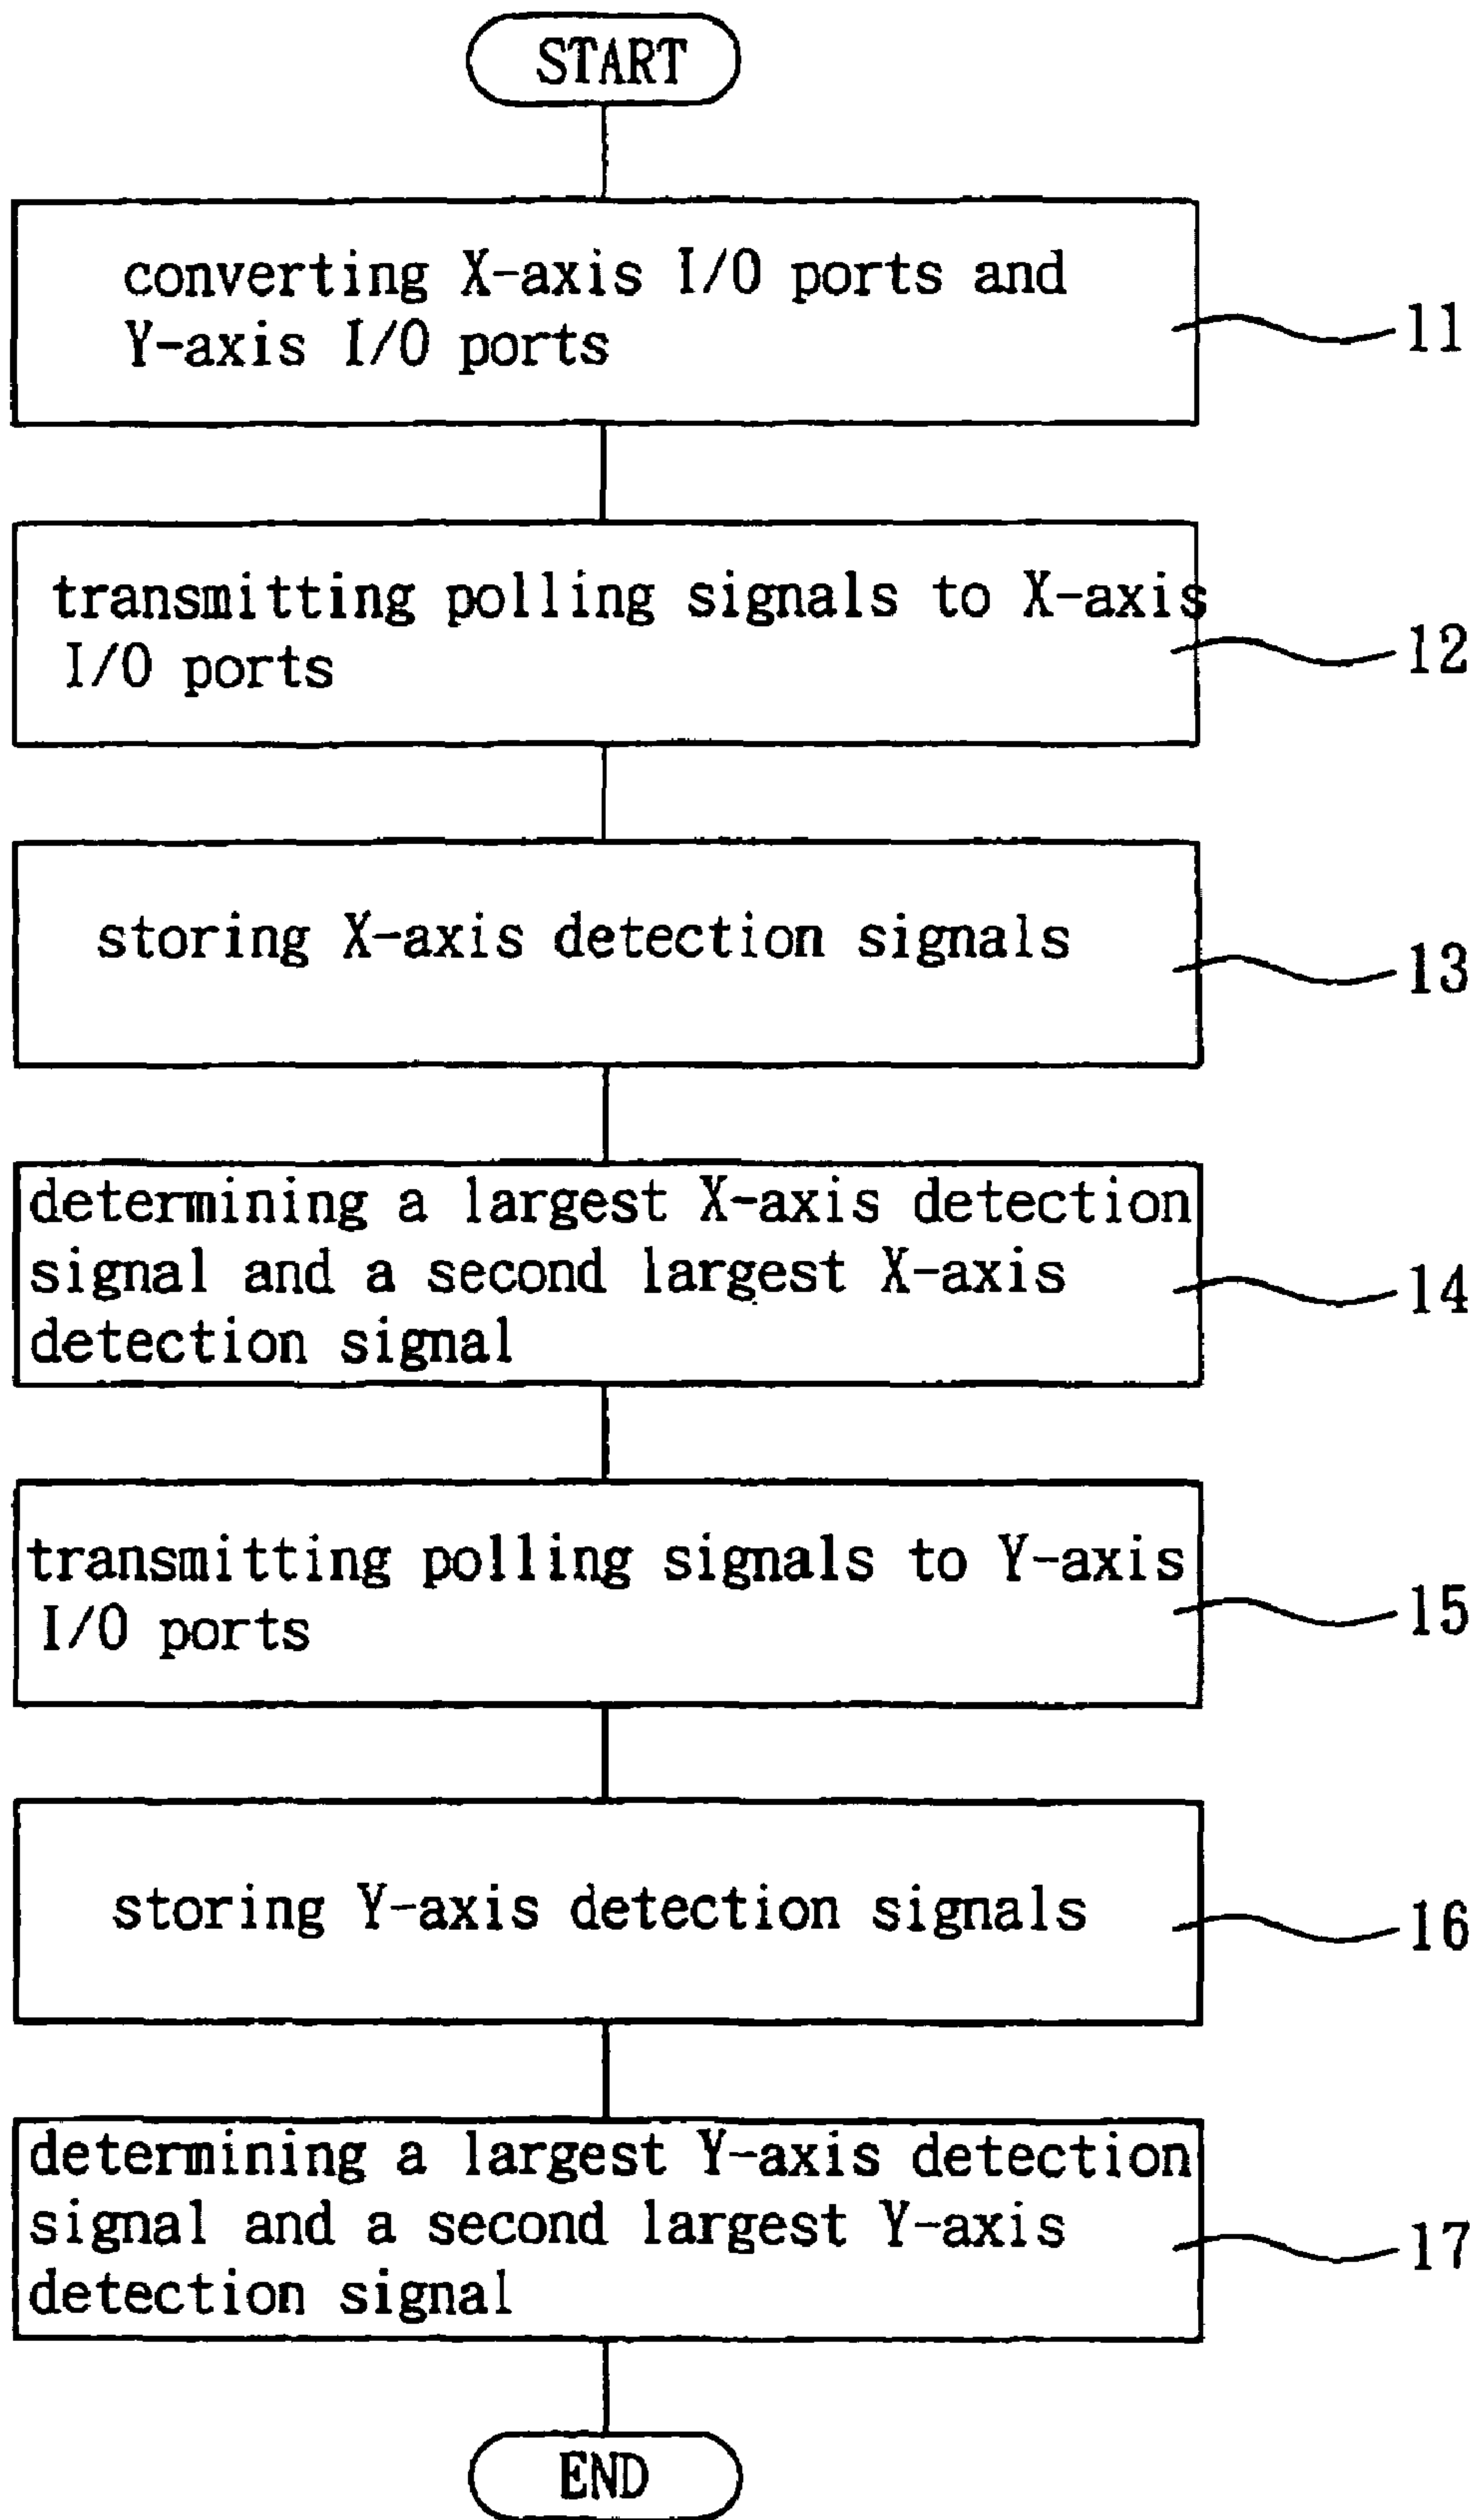 START
converting X-axis I/O ports and
Y-axis I/O ports
11
transmitting polling signals to X-axis
I/O ports
12
storing X-axis detection signals
13
determining a largest X-axis detection
signal and a second largest X-axis
detection signal
14
transmitting polling signals to Y-axis
I/O ports
15
storing Y-axis detection signals
16
determining a largest Y-axis detection
signal and a second largest Y-axis
detection signal
17
END